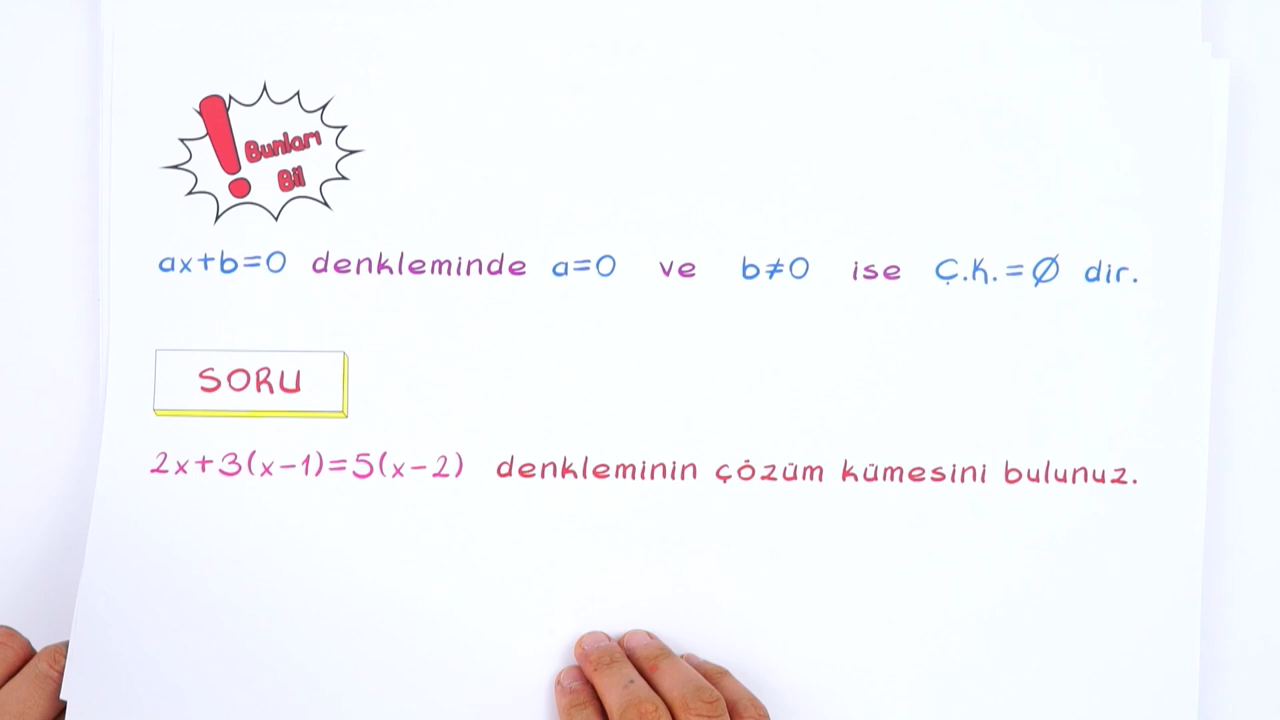 ! Bunları
Bil
ax+b=0 denkleminde a=0 ve b≠0 ise Ç.K.=∅ dir.
SORU
2x+3(x-1)=5(x-2) denkleminin çözüm kümesini bulunuz.